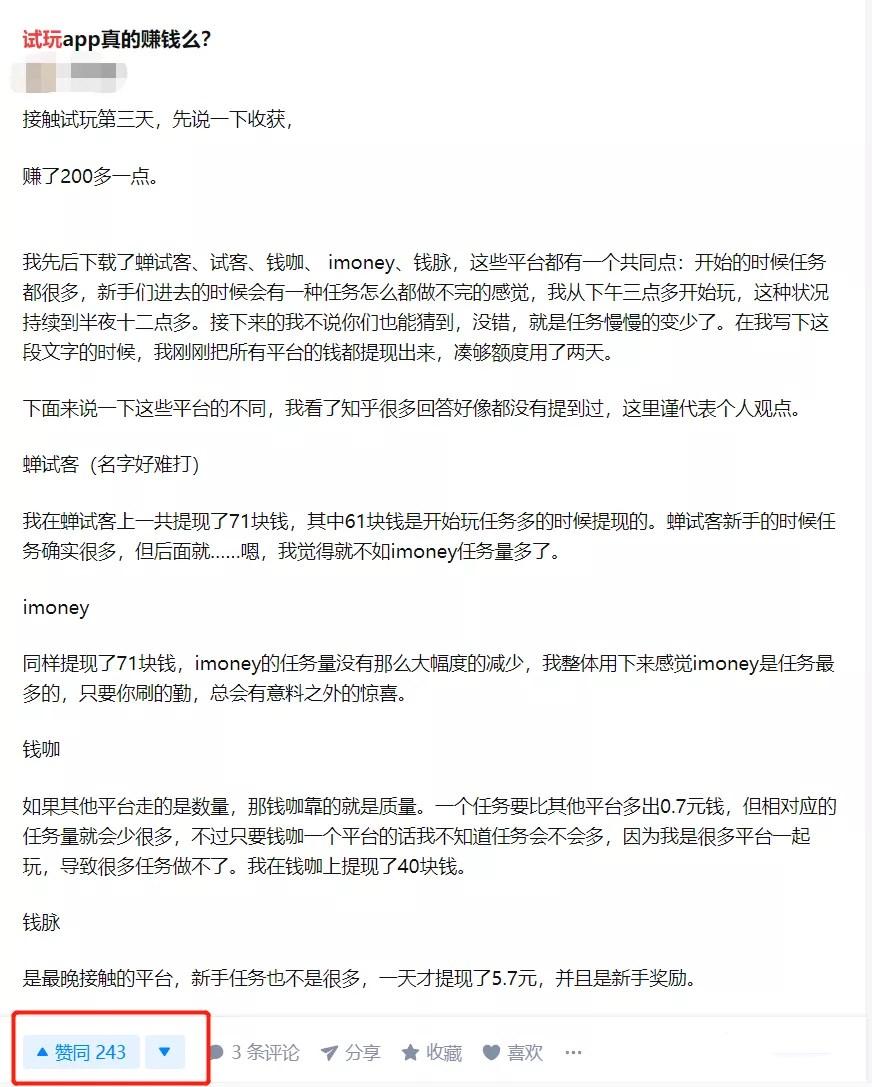 试玩app真的赚钱么？
接触试玩第三天，先说一下收获，
赚了200多一点。
我先后下载了蝉试客、试客、钱咖、 imoney、钱脉，这些平台都有一个共同点：开始的时候任务
都很多，新手们进去的时候会有一种任务怎么都做不完的感觉，我从下午三点多开始玩，这种状况
持续到半夜十二点多。接下来的我不说你们也能猜到，没错，就是任务慢慢的变少了。在我写下这
段文字的时候，我刚刚把所有平台的钱都提现出来，凑够额度用了两天。
下面来说一下这些平台的不同，我看了知乎很多回答好像都没有提到过，这里谨代表个人观点。
蝉试客（名字好难打）
我在蝉试客上一共提现了71块钱，其中61块钱是开始玩任务多的时候提现的。蝉试客新手的时候任
务确实很多，但后面就......嗯，我觉得就不如imoney任务量多了。
imoney
同样提现了71块钱，imoney的任务量没有那么大幅度的减少，我整体用下来感觉imoney是任务最
多的，只要你刷的勤，总会有意料之外的惊喜。
钱咖
如果其他平台走的是数量，那钱咖靠的就是质量。一个任务要比其他平台多出0.7元钱，但相对应的
任务量就会少很多，不过只要钱咖一个平台的话我不知道任务会不会多，因为我是很多平台一起
玩，导致很多任务做不了。我在钱咖上提现了40块钱。
钱脉
是最晚接触的平台，新手任务也不是很多，一天才提现了5.7元，并且是新手奖励。
赞同 243 3 条评论 分享 收藏 喜欢 ···